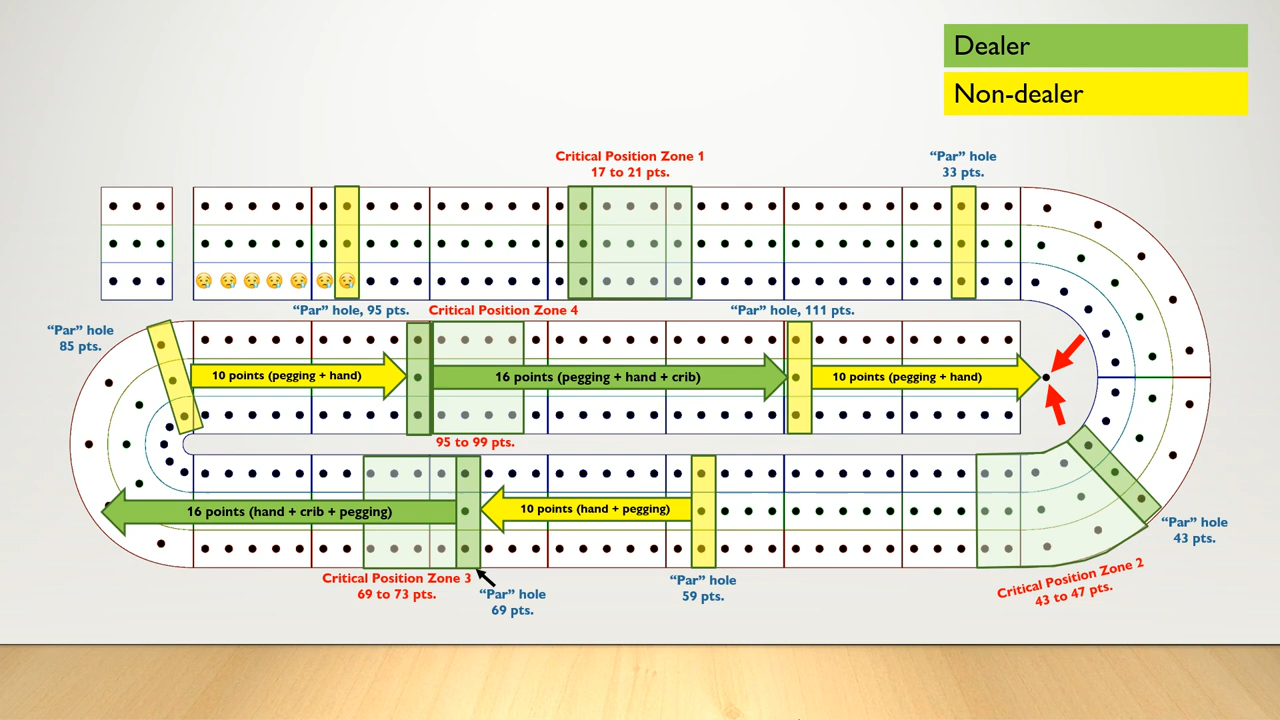 Dealer
Non-dealer
Critical Position Zone 1
17 to 21 pts.
“Par” hole
33 pts.
“Par” hole, 95 pts.
Critical Position Zone 4
“Par” hole, 111 pts.
“Par” hole
85 pts.
10 points (pegging + hand)
16 points (pegging + hand + crib)
10 points (pegging + hand)
95 to 99 pts.
16 points (hand + crib + pegging)
10 points (hand + pegging)
“Par” hole
43 pts.
Critical Position Zone 3
69 to 73 pts.
“Par” hole
69 pts.
“Par” hole
59 pts.
Critical Position Zone 2
43 to 47 pts.